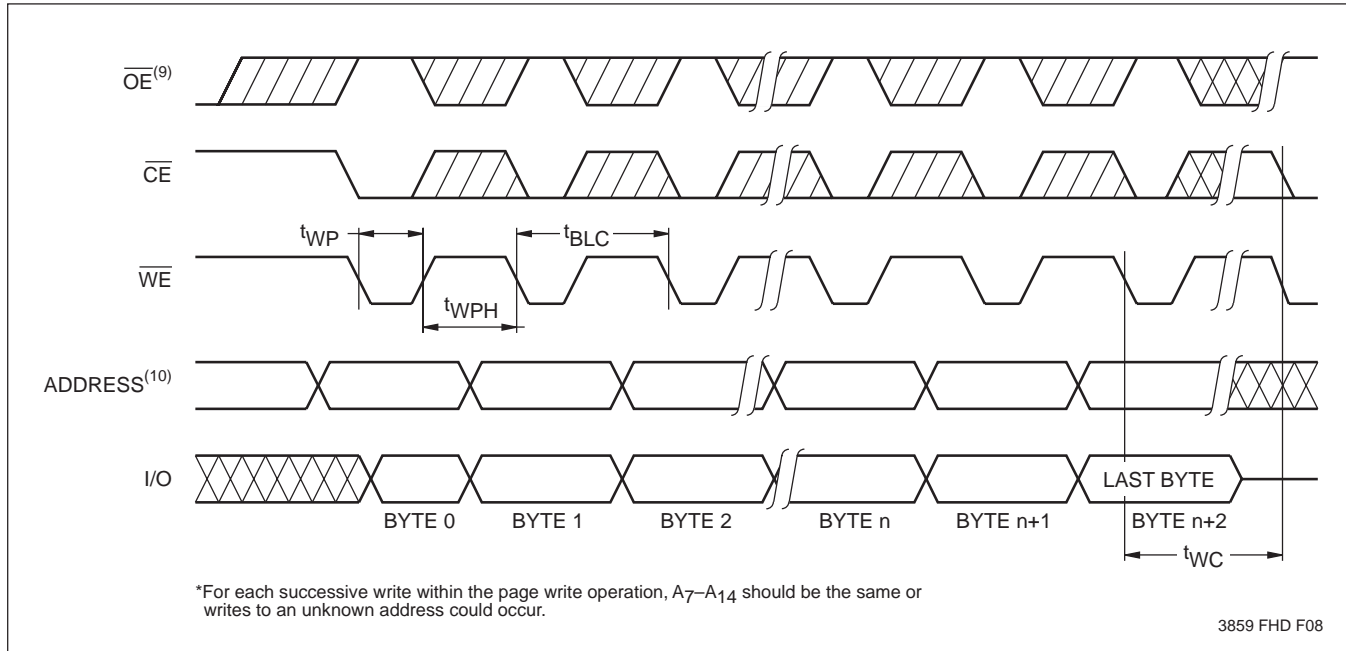 OE(9)
CE
tWP
tBLC
WE
tWPH
ADDRESS(10)
I/O
LAST BYTE
BYTE 0 BYTE 1 BYTE 2 BYTE n BYTE n+1 BYTE n+2
tWC
*For each successive write within the page write operation, A7–A14 should be the same or
writes to an unknown address could occur.
3859 FHD F08